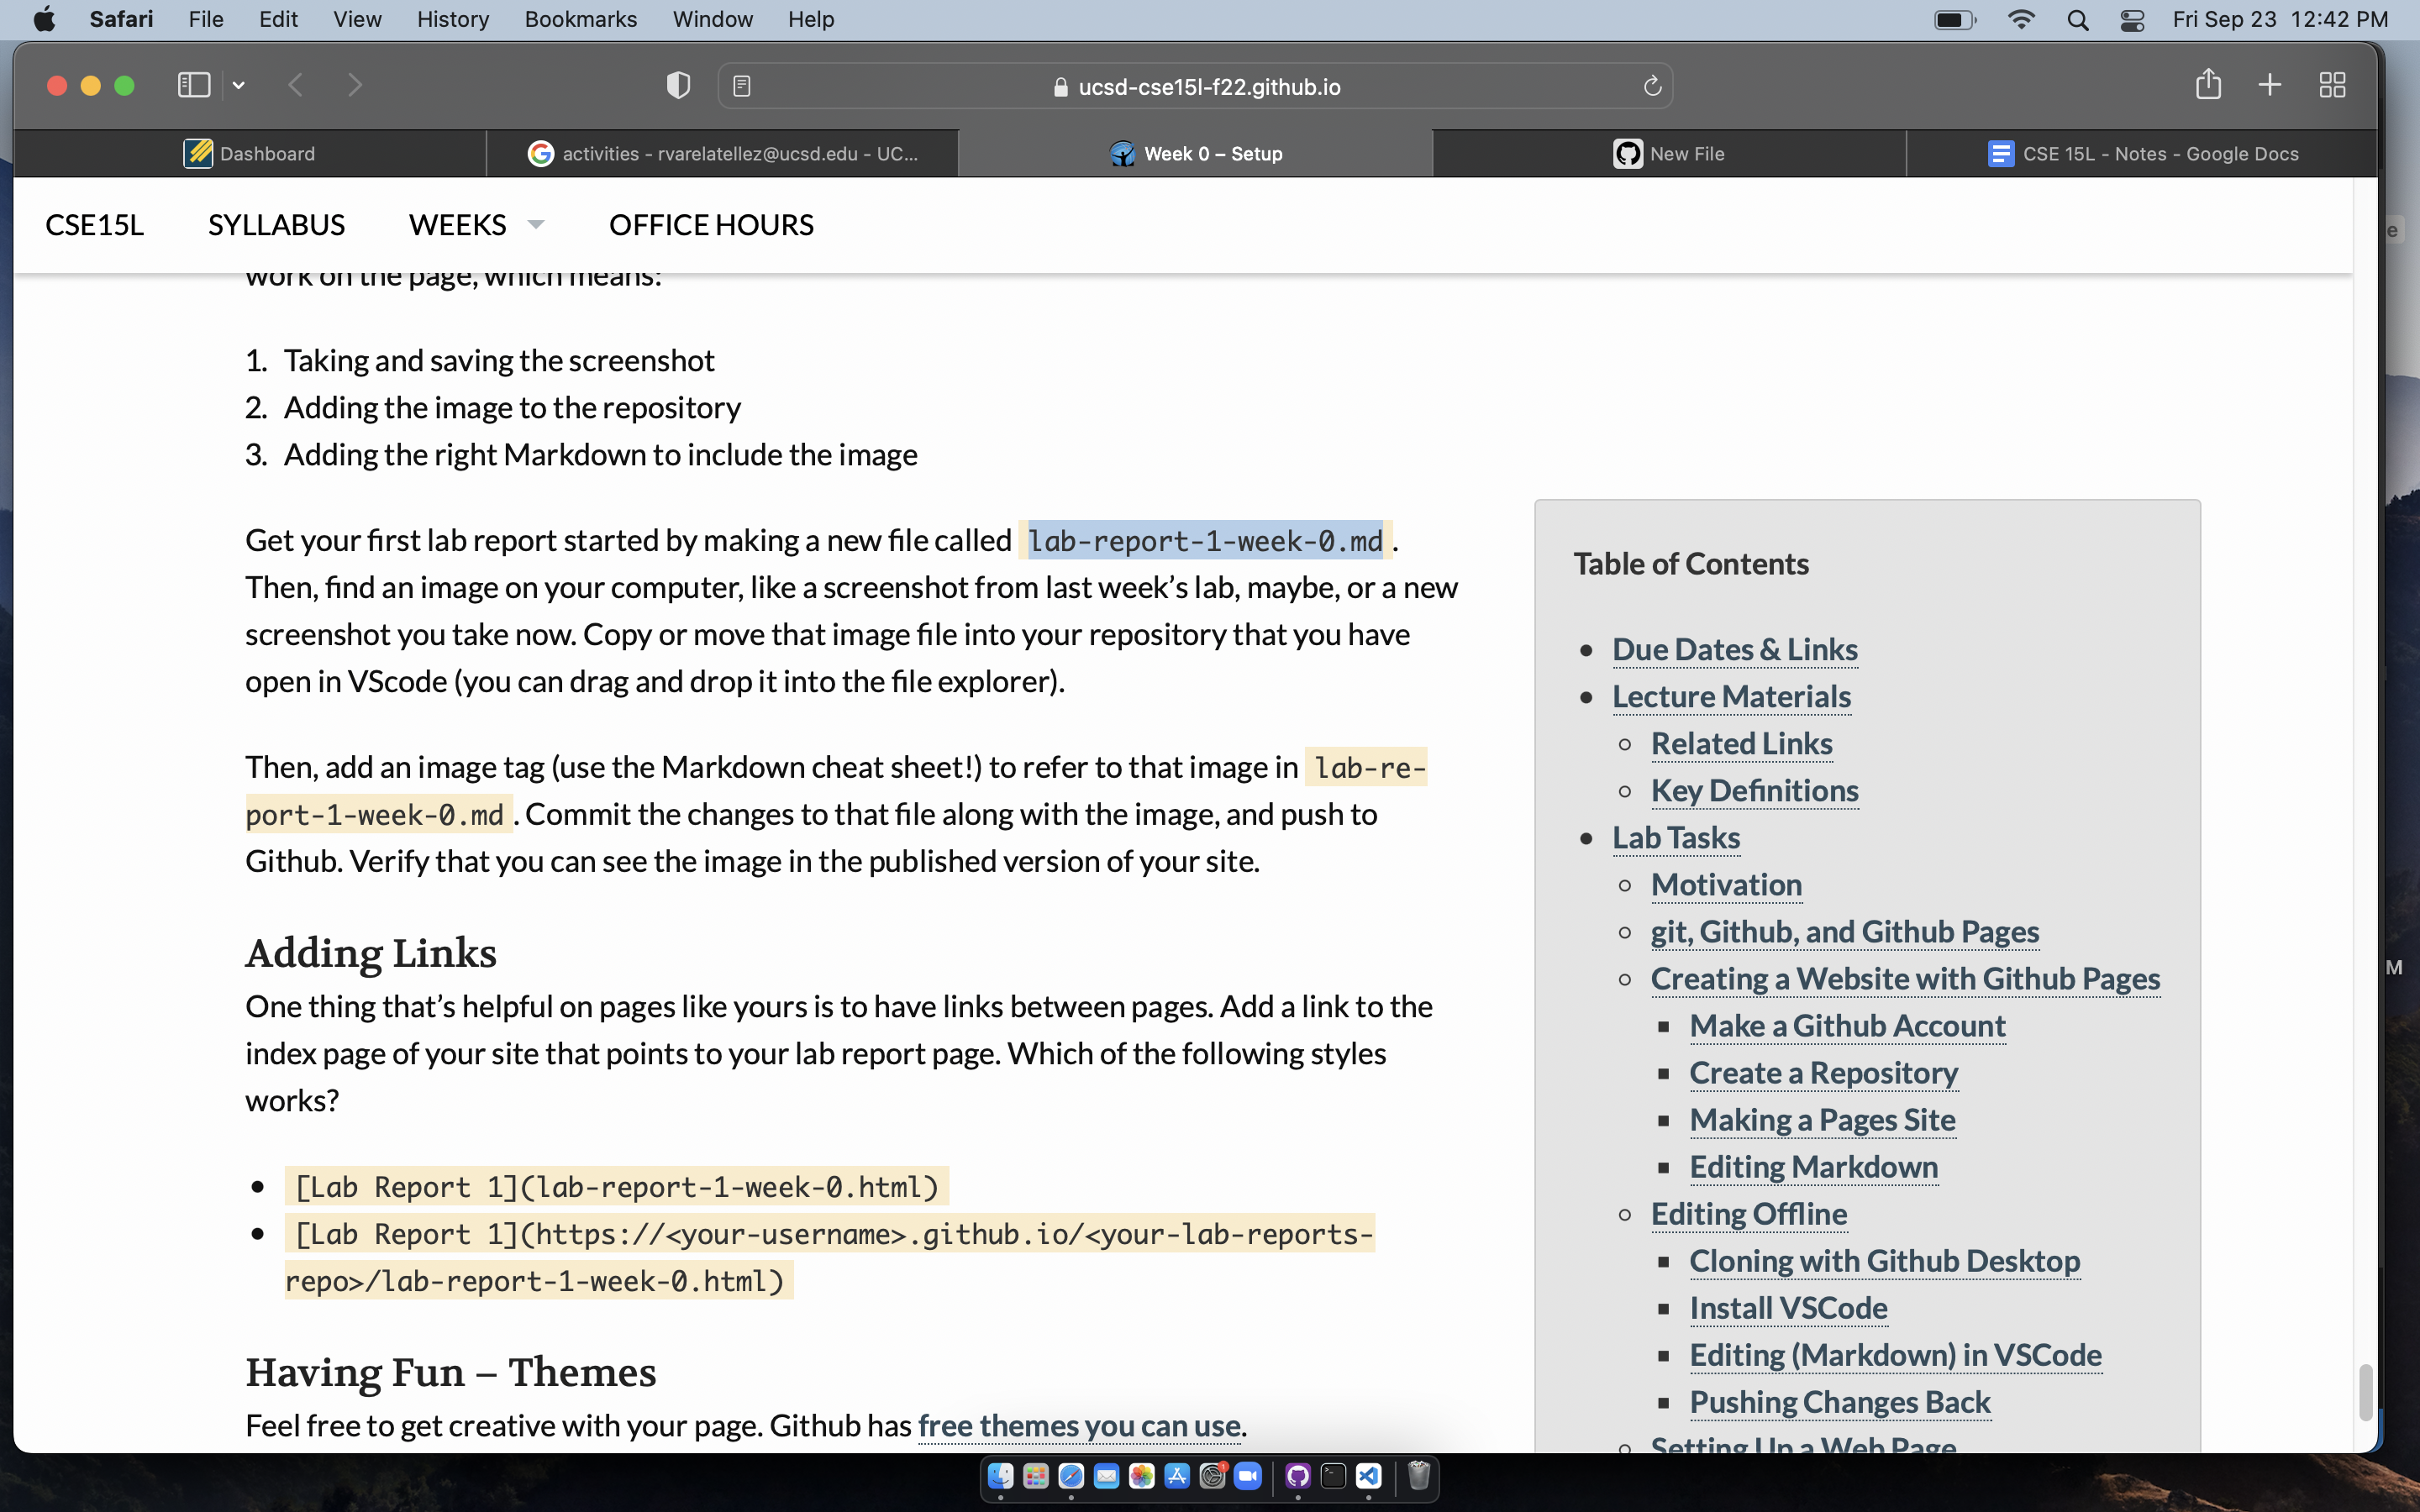 Safari File Edit View History Bookmarks Window Help Fri Sep 23 12:42 PM
ucsd-cse15l-f22.github.io
Dashboard activities - rvarelatellez@ucsd.edu - UC... Week 0 – Setup New File CSE 15L - Notes - Google Docs
CSE15L SYLLABUS WEEKS OFFICE HOURS
work on the page, which means:
1. Taking and saving the screenshot
2. Adding the image to the repository
3. Adding the right Markdown to include the image
Get your first lab report started by making a new file called lab-report-1-week-0.md.
Then, find an image on your computer, like a screenshot from last week’s lab, maybe, or a new
screenshot you take now. Copy or move that image file into your repository that you have
open in VScode (you can drag and drop it into the file explorer).
Then, add an image tag (use the Markdown cheat sheet!) to refer to that image in lab-re-
port-1-week-0.md. Commit the changes to that file along with the image, and push to
Github. Verify that you can see the image in the published version of your site.
Adding Links
One thing that’s helpful on pages like yours is to have links between pages. Add a link to the
index page of your site that points to your lab report page. Which of the following styles
works?
• [Lab Report 1](lab-report-1-week-0.html)
• [Lab Report 1](https://<your-username>.github.io/<your-lab-reports-
repo>/lab-report-1-week-0.html)
Having Fun – Themes
Feel free to get creative with your page. Github has free themes you can use.
Table of Contents
• Due Dates & Links
• Lecture Materials
Related Links
Key Definitions
• Lab Tasks
Motivation
git, Github, and Github Pages
Creating a Website with Github Pages
Make a Github Account
Create a Repository
Making a Pages Site
Editing Markdown
Editing Offline
Cloning with Github Desktop
Install VSCode
Editing (Markdown) in VSCode
Pushing Changes Back
Setting Up a Web Page
e
M
1